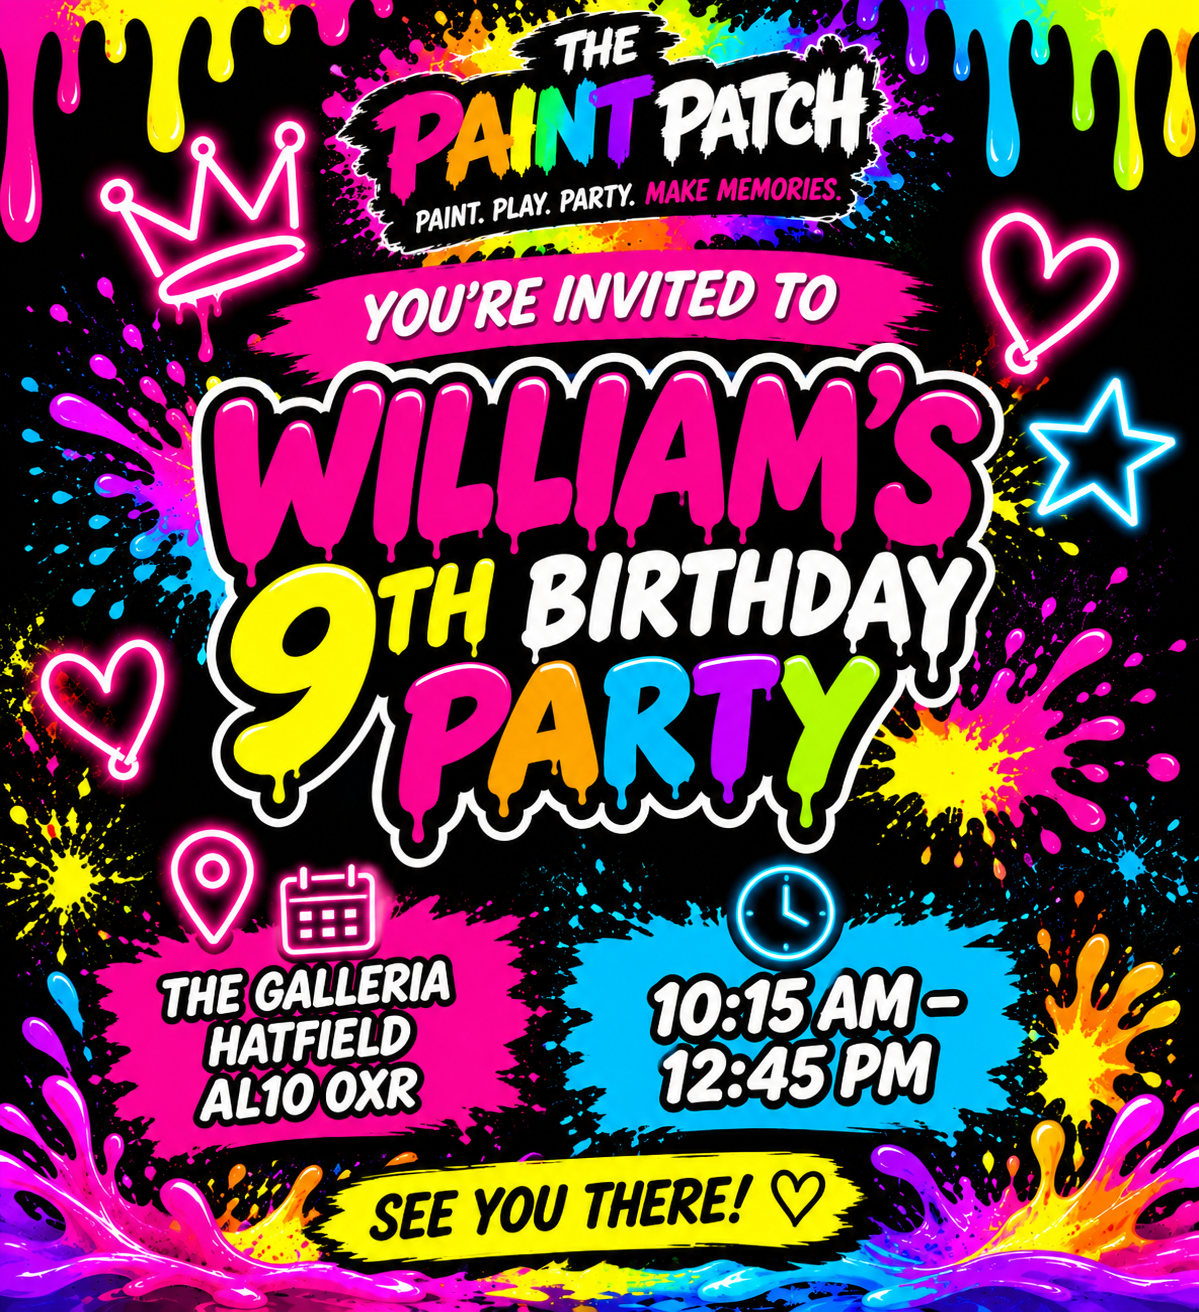 THE
PAINT PATCH
PAINT. PLAY. PARTY. MAKE MEMORIES.
YOU'RE INVITED TO
WILLIAM'S
9TH BIRTHDAY
PARTY
THE GALLERIA
HATFIELD
AL10 0XR
10:15 AM –
12:45 PM
SEE YOU THERE! ♡